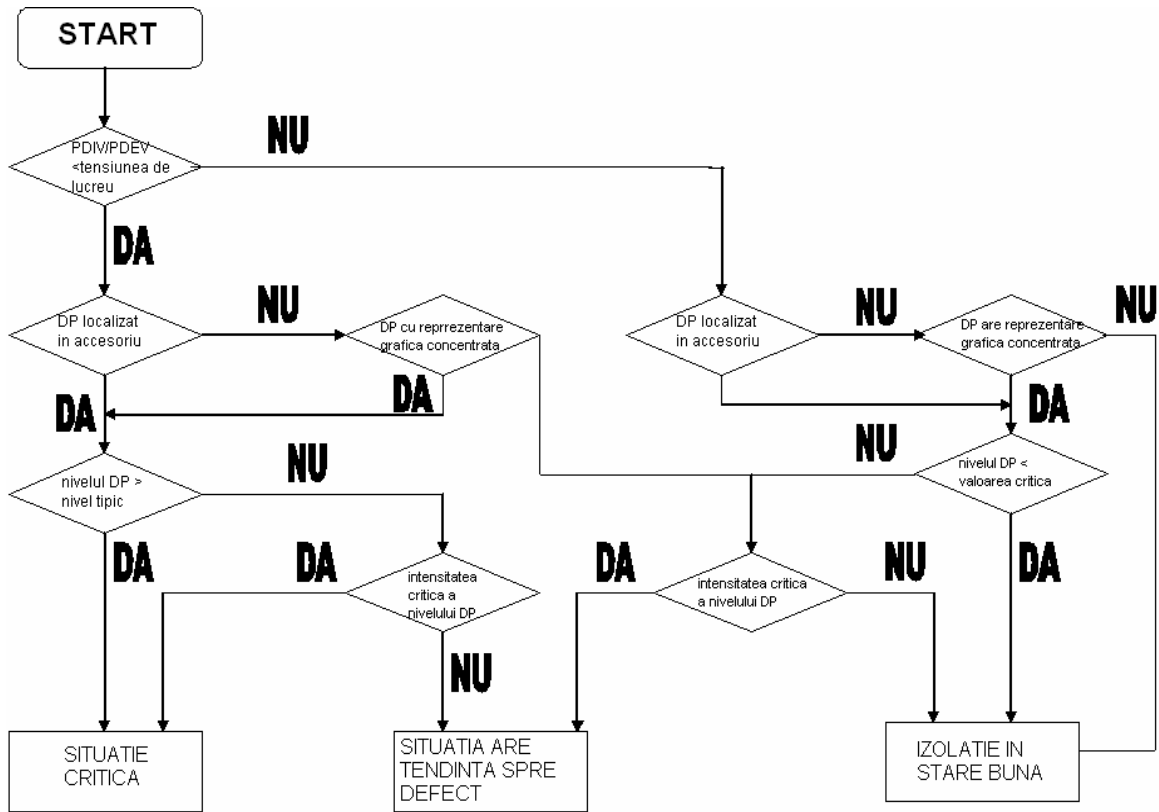 START
NU
PDIV/PDEV
<tensiunea de
lucreu
DA
DP localizat
in accesoriu
NU
DP cu reprrezentare
grafica concentrata
DP localizat
in accesoriu
NU
DP are reprezentare
grafica concentrata
NU
DA
DA
DA
nivelul DP >
nivel tipic
NU
NU
nivelul DP <
valoarea critica
DA
DA
intensitatea
critica a
nivelului DP
DA
intensitatea critica
a nivelului DP
NU
DA
NU
SITUATIE
CRITICA
SITUATIA ARE
TENDINTA SPRE
DEFECT
IZOLATIE IN
STARE BUNA